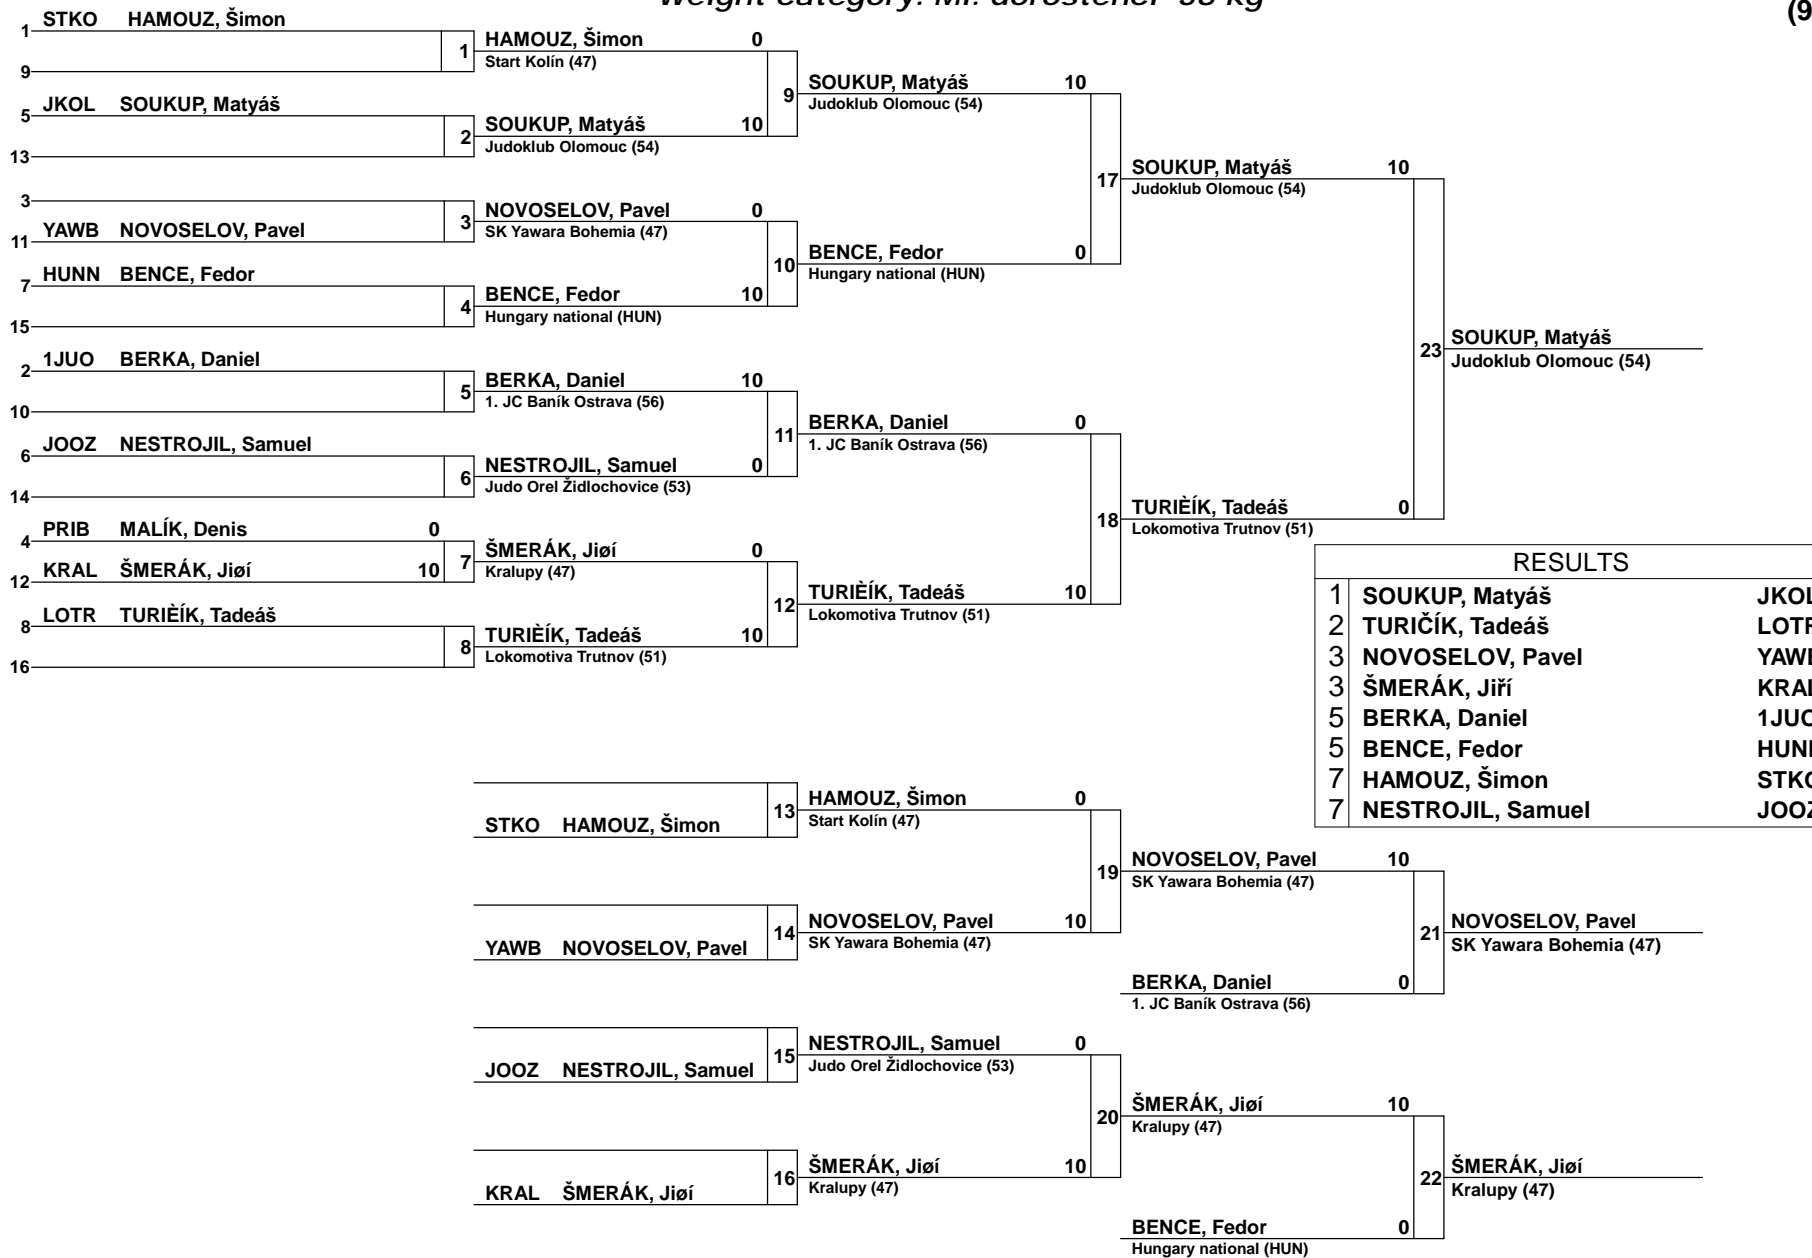 (9
1 STKO HAMOUZ, Šimon
9
1 HAMOUZ, Šimon 0
Start Kolín (47)
5 JKOL SOUKUP, Matyáš
13
2 SOUKUP, Matyáš 10
Judoklub Olomouc (54)
3
11 YAWB NOVOSELOV, Pavel
3 NOVOSELOV, Pavel 0
SK Yawara Bohemia (47)
7 HUNN BENCE, Fedor
15
4 BENCE, Fedor 10
Hungary national (HUN)
2 1JUO BERKA, Daniel
10
5 BERKA, Daniel 10
1. JC Baník Ostrava (56)
6 JOOZ NESTROJIL, Samuel
14
6 NESTROJIL, Samuel 0
Judo Orel Židlochovice (53)
4 PRIB MALÍK, Denis 0
12 KRAL ŠMERÁK, Jiøí 10
7 ŠMERÁK, Jiøí 0
Kralupy (47)
8 LOTR TURIÈÍK, Tadeáš
16
8 TURIÈÍK, Tadeáš 10
Lokomotiva Trutnov (51)
9 SOUKUP, Matyáš 10
Judoklub Olomouc (54)
10 BENCE, Fedor 0
Hungary national (HUN)
11 BERKA, Daniel 0
1. JC Baník Ostrava (56)
12 TURIÈÍK, Tadeáš 10
Lokomotiva Trutnov (51)
17 SOUKUP, Matyáš 10
Judoklub Olomouc (54)
18 TURIÈÍK, Tadeáš 0
Lokomotiva Trutnov (51)
23 SOUKUP, Matyáš
Judoklub Olomouc (54)
RESULTS
1 SOUKUP, Matyáš JKOL
2 TURIČÍK, Tadeáš LOTR
3 NOVOSELOV, Pavel YAWB
3 ŠMERÁK, Jiří KRAL
5 BERKA, Daniel 1JUO
5 BENCE, Fedor HUNN
7 HAMOUZ, Šimon STKO
7 NESTROJIL, Samuel JOOZ
STKO HAMOUZ, Šimon
13 HAMOUZ, Šimon 0
Start Kolín (47)
YAWB NOVOSELOV, Pavel
14 NOVOSELOV, Pavel 10
SK Yawara Bohemia (47)
19 NOVOSELOV, Pavel 10
SK Yawara Bohemia (47)
BERKA, Daniel 0
1. JC Baník Ostrava (56)
21 NOVOSELOV, Pavel
SK Yawara Bohemia (47)
JOOZ NESTROJIL, Samuel
15 NESTROJIL, Samuel 0
Judo Orel Židlochovice (53)
KRAL ŠMERÁK, Jiøí
16 ŠMERÁK, Jiøí 10
Kralupy (47)
20 ŠMERÁK, Jiøí 10
Kralupy (47)
BENCE, Fedor 0
Hungary national (HUN)
22 ŠMERÁK, Jiøí
Kralupy (47)